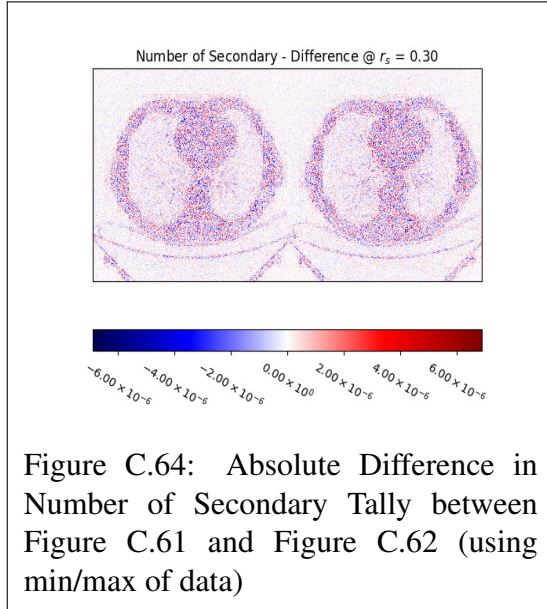 Number of Secondary - Difference @ r_s = 0.30
−6.00 × 10⁻⁶
−4.00 × 10⁻⁶
−2.00 × 10⁻⁶
0.00 × 10⁰
2.00 × 10⁻⁶
4.00 × 10⁻⁶
6.00 × 10⁻⁶
Figure C.64: Absolute Difference in
Number of Secondary Tally between
Figure C.61 and Figure C.62 (using
min/max of data)